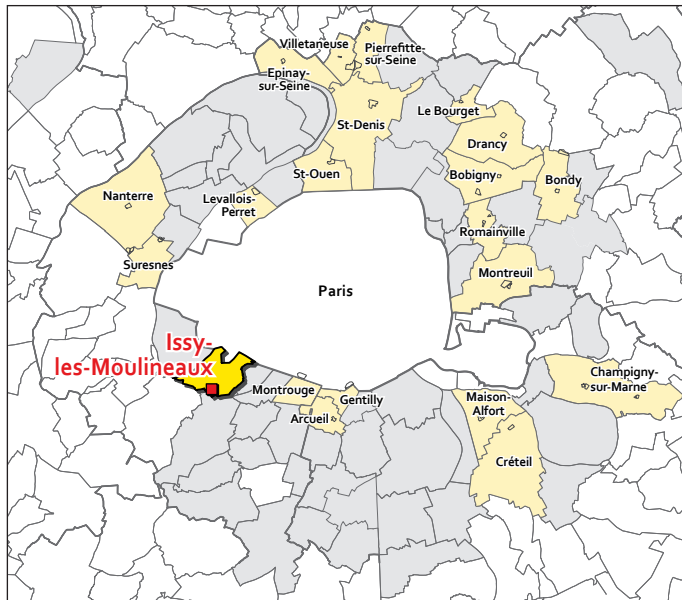 Villetaneuse
Pierrefitte-
sur-Seine
Epinay-
sur-Seine
Le Bourget
St-Denis
Drancy
St-Ouen
Bobigny
Bondy
Nanterre
Levallois-
Perret
Romainville
Suresnes
Montreuil
Paris
Issy-
les-Moulineaux
Champigny-
sur-Marne
Montrouge
Gentilly
Maison-
Alfort
Arcueil
Créteil